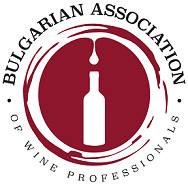 BULGARIAN ASSOCIATION
• OF WINE PROFESSIONALS •